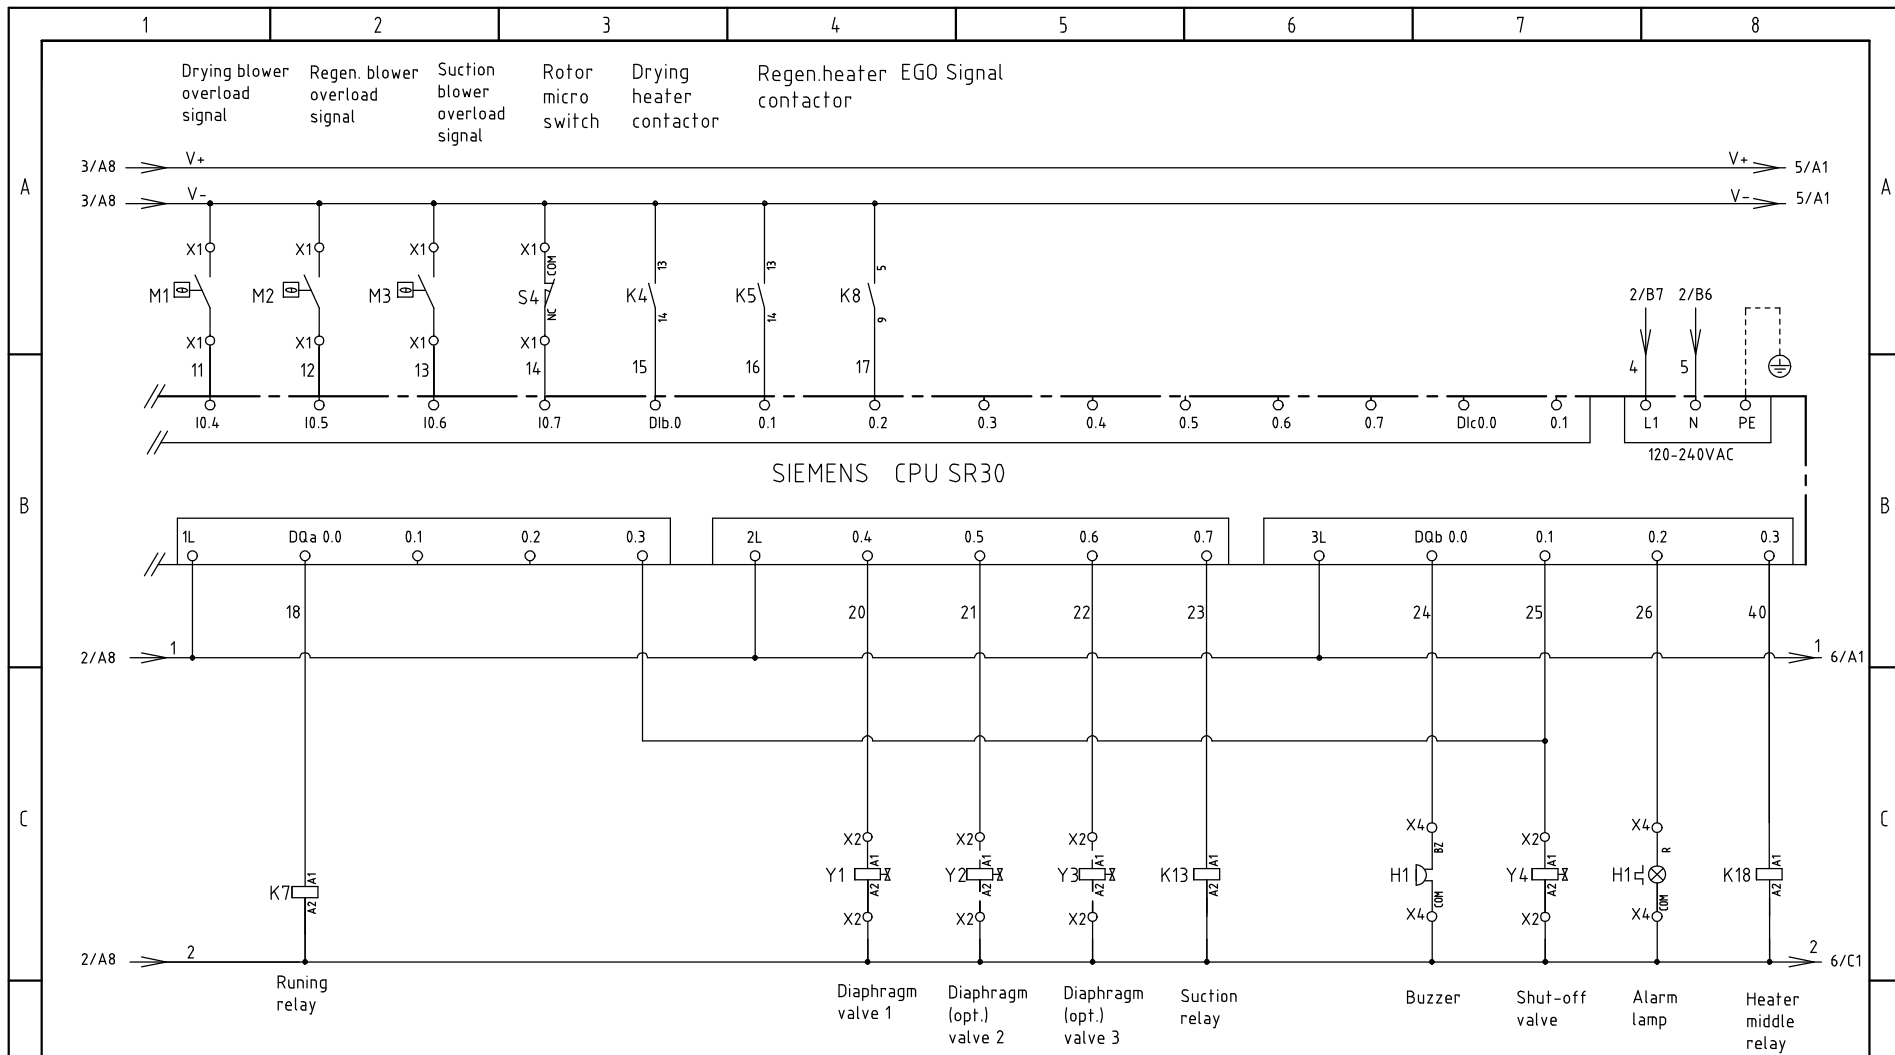 1 2 3 4 5 6 7 8
Drying blower
overload
signal
Regen. blower
overload
signal
Suction
blower
overload
signal
Rotor
micro
switch
Drying
heater
contactor
Regen.heater
contactor
EGO Signal
3/A8 V+ V+ 5/A1
A A
3/A8 V- V- 5/A1
X1 X1 X1 X1 COM 13 13 5
M1 θ M2 θ M3 θ S4 K4 K5 K8 2/B7 2/B6
X1 X1 X1 X1 NC 14 14 9
11 12 13 14 15 16 17 4 5
I0.4 I0.5 I0.6 I0.7 DIb.0 0.1 0.2 0.3 0.4 0.5 0.6 0.7 DIc0.0 0.1 L1 N PE
120-240VAC
SIEMENS CPU SR30
B B
1L DQa 0.0 0.1 0.2 0.3 2L 0.4 0.5 0.6 0.7 3L DQb 0.0 0.1 0.2 0.3
18 20 21 22 23 24 25 26 40
2/A8 1 1 6/A1
C C
X2 X2 X2 X4 X2 X4
A1 A1 A1 A1 BZ A1 R A1
Y1 Y2 Y3 K13 H1 Y4 H1 K18
A2 A2 A2 A2 COM A2 COM A2
K7 A1 A2
X2 X2 X2 X4 X2 X4
2/A8 2 2 6/C1
Runing
relay
Diaphragm
valve 1
Diaphragm
(opt.)
valve 2
Diaphragm
(opt.)
valve 3
Suction
relay
Buzzer
Shut-off
valve
Alarm
lamp
Heater
middle
relay